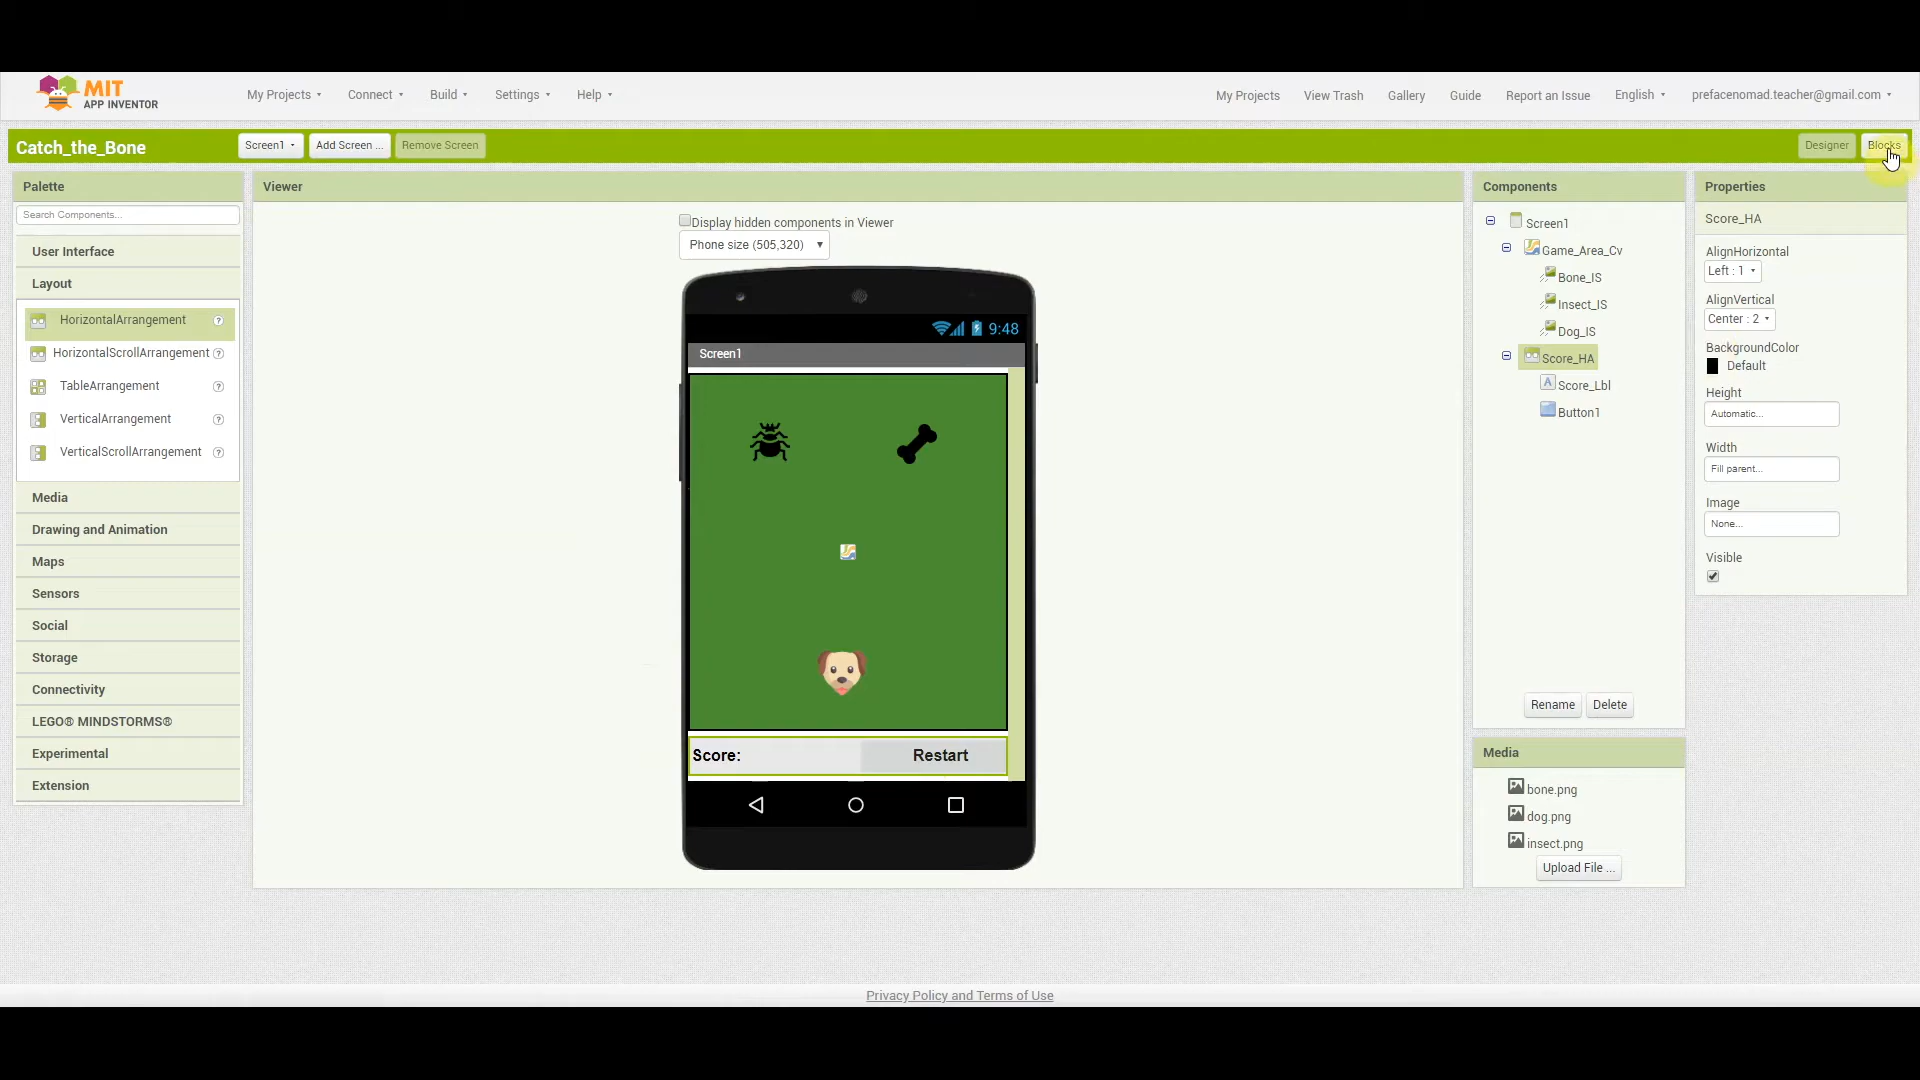 MIT
APP INVENTOR
My Projects
Connect
Build
Settings
Help
My Projects
View Trash
Gallery
Guide
Report an Issue
English
prefacenomad.teacher@gmail.com
Catch_the_Bone
Screen1
Add Screen ...
Remove Screen
Designer
Blocks
Palette
Search Components...
User Interface
Layout
HorizontalArrangement
HorizontalScrollArrangement
TableArrangement
VerticalArrangement
VerticalScrollArrangement
Media
Drawing and Animation
Maps
Sensors
Social
Storage
Connectivity
LEGO® MINDSTORMS®
Experimental
Extension
Viewer
Display hidden components in Viewer
Phone size (505,320)
9:48
Screen1
Score:
Restart
Components
Screen1
Game_Area_Cv
Bone_IS
Insect_IS
Dog_IS
Score_HA
Score_Lbl
Button1
Rename
Delete
Media
bone.png
dog.png
insect.png
Upload File ...
Properties
Score_HA
AlignHorizontal
Left : 1
AlignVertical
Center : 2
BackgroundColor
Default
Height
Automatic...
Width
Fill parent...
Image
None...
Visible
Privacy Policy and Terms of Use